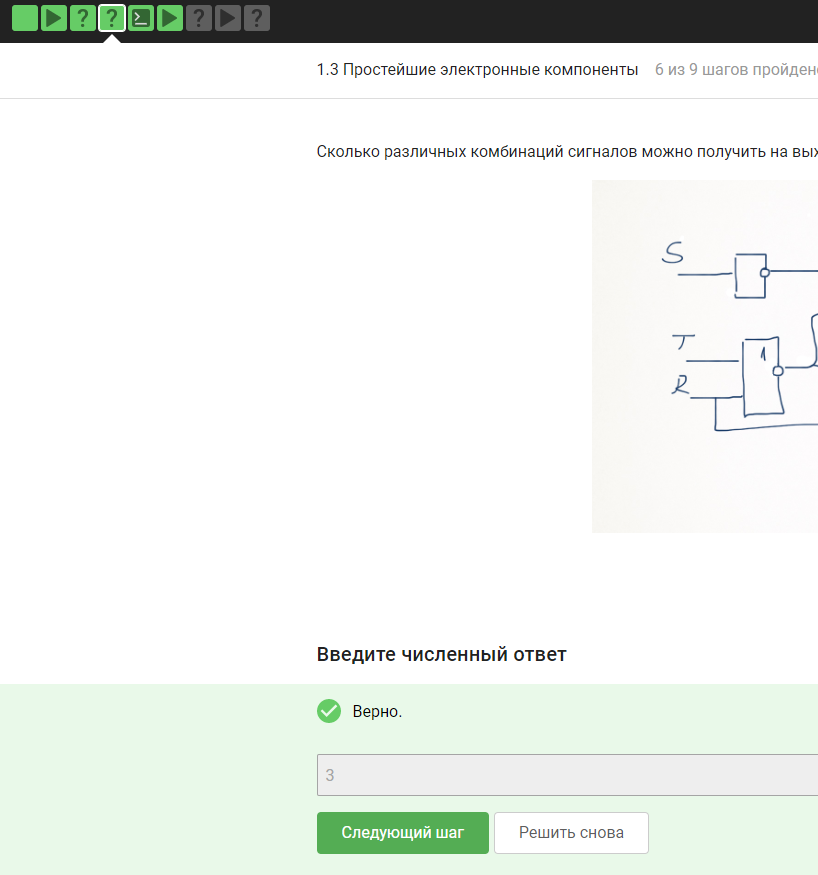 1.3 Простейшие электронные компоненты 6 из 9 шагов пройден
Сколько различных комбинаций сигналов можно получить на вых
S
T
1
R
Введите численный ответ
Верно.
3
Следующий шаг Решить снова